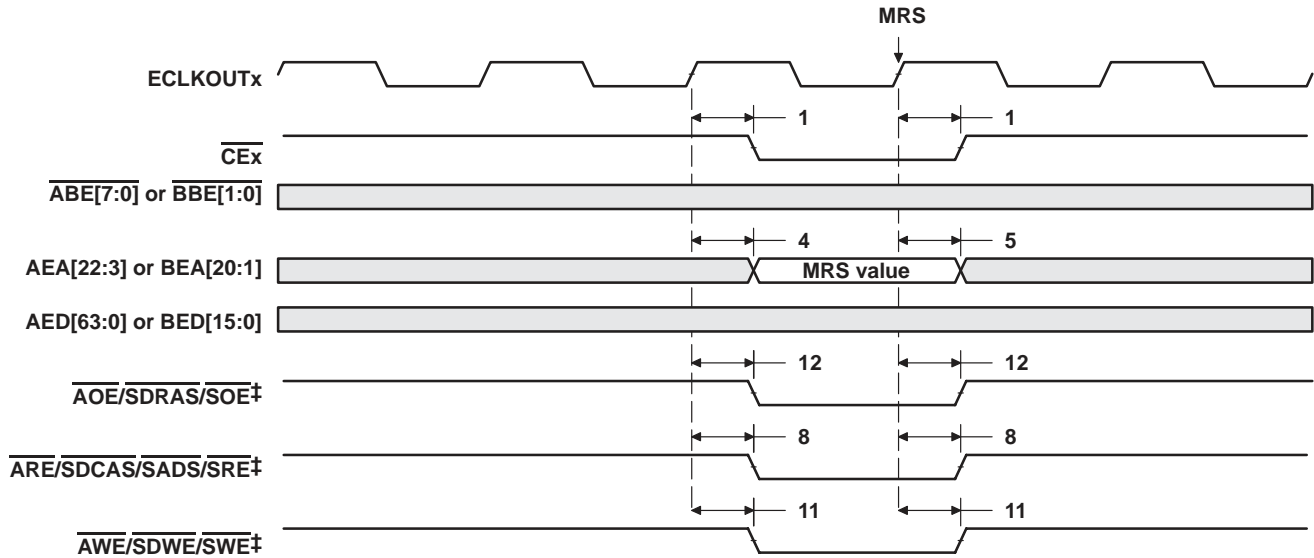 MRS
ECLKOUTx
1 1
CEx
ABE[7:0] or BBE[1:0]
4 5
AEA[22:3] or BEA[20:1] MRS value
AED[63:0] or BED[15:0]
12 12
AOE/SDRAS/SOE‡
8 8
ARE/SDCAS/SADS/SRE‡
11 11
AWE/SDWE/SWE‡